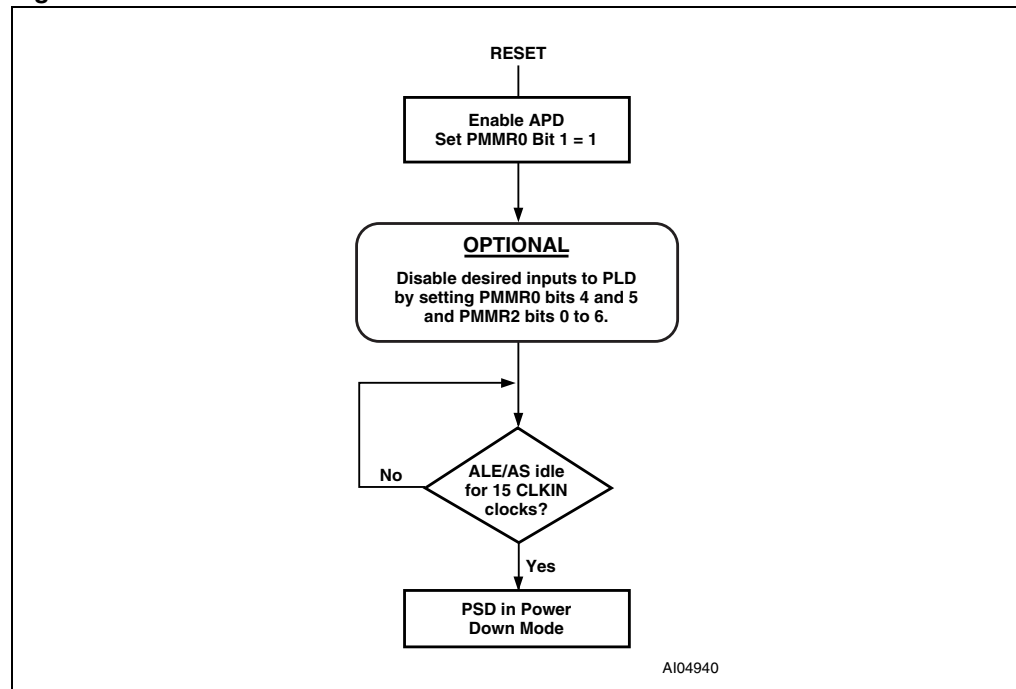 RESET
Enable APD
Set PMMR0 Bit 1 = 1
OPTIONAL
Disable desired inputs to PLD
by setting PMMR0 bits 4 and 5
and PMMR2 bits 0 to 6.
No
ALE/AS idle
for 15 CLKIN
clocks?
Yes
PSD in Power
Down Mode
AI04940